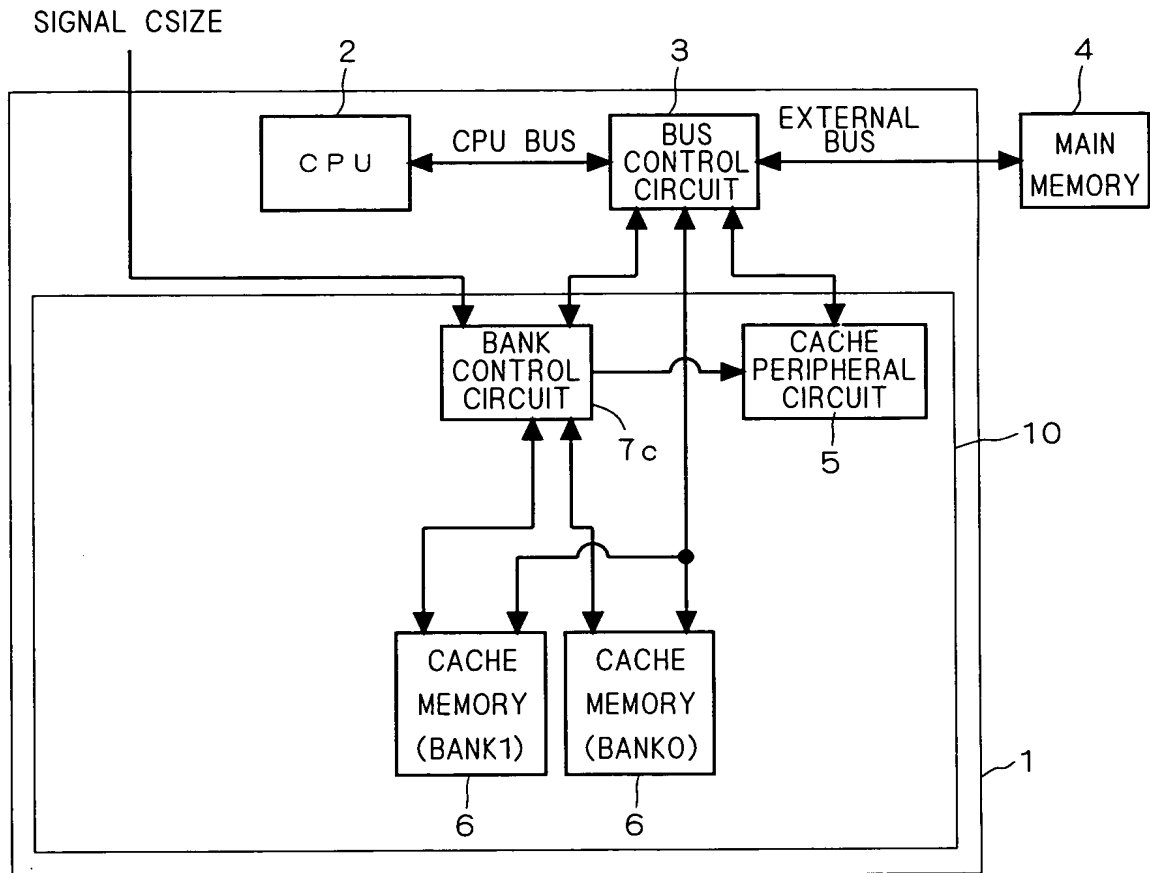 SIGNAL CSIZE
2
3
4
CPU
CPU BUS
BUS
CONTROL
CIRCUIT
EXTERNAL
BUS
MAIN
MEMORY
BANK
CONTROL
CIRCUIT
7c
CACHE
PERIPHERAL
CIRCUIT
5
10
CACHE
MEMORY
(BANK1)
6
CACHE
MEMORY
(BANK0)
6
1